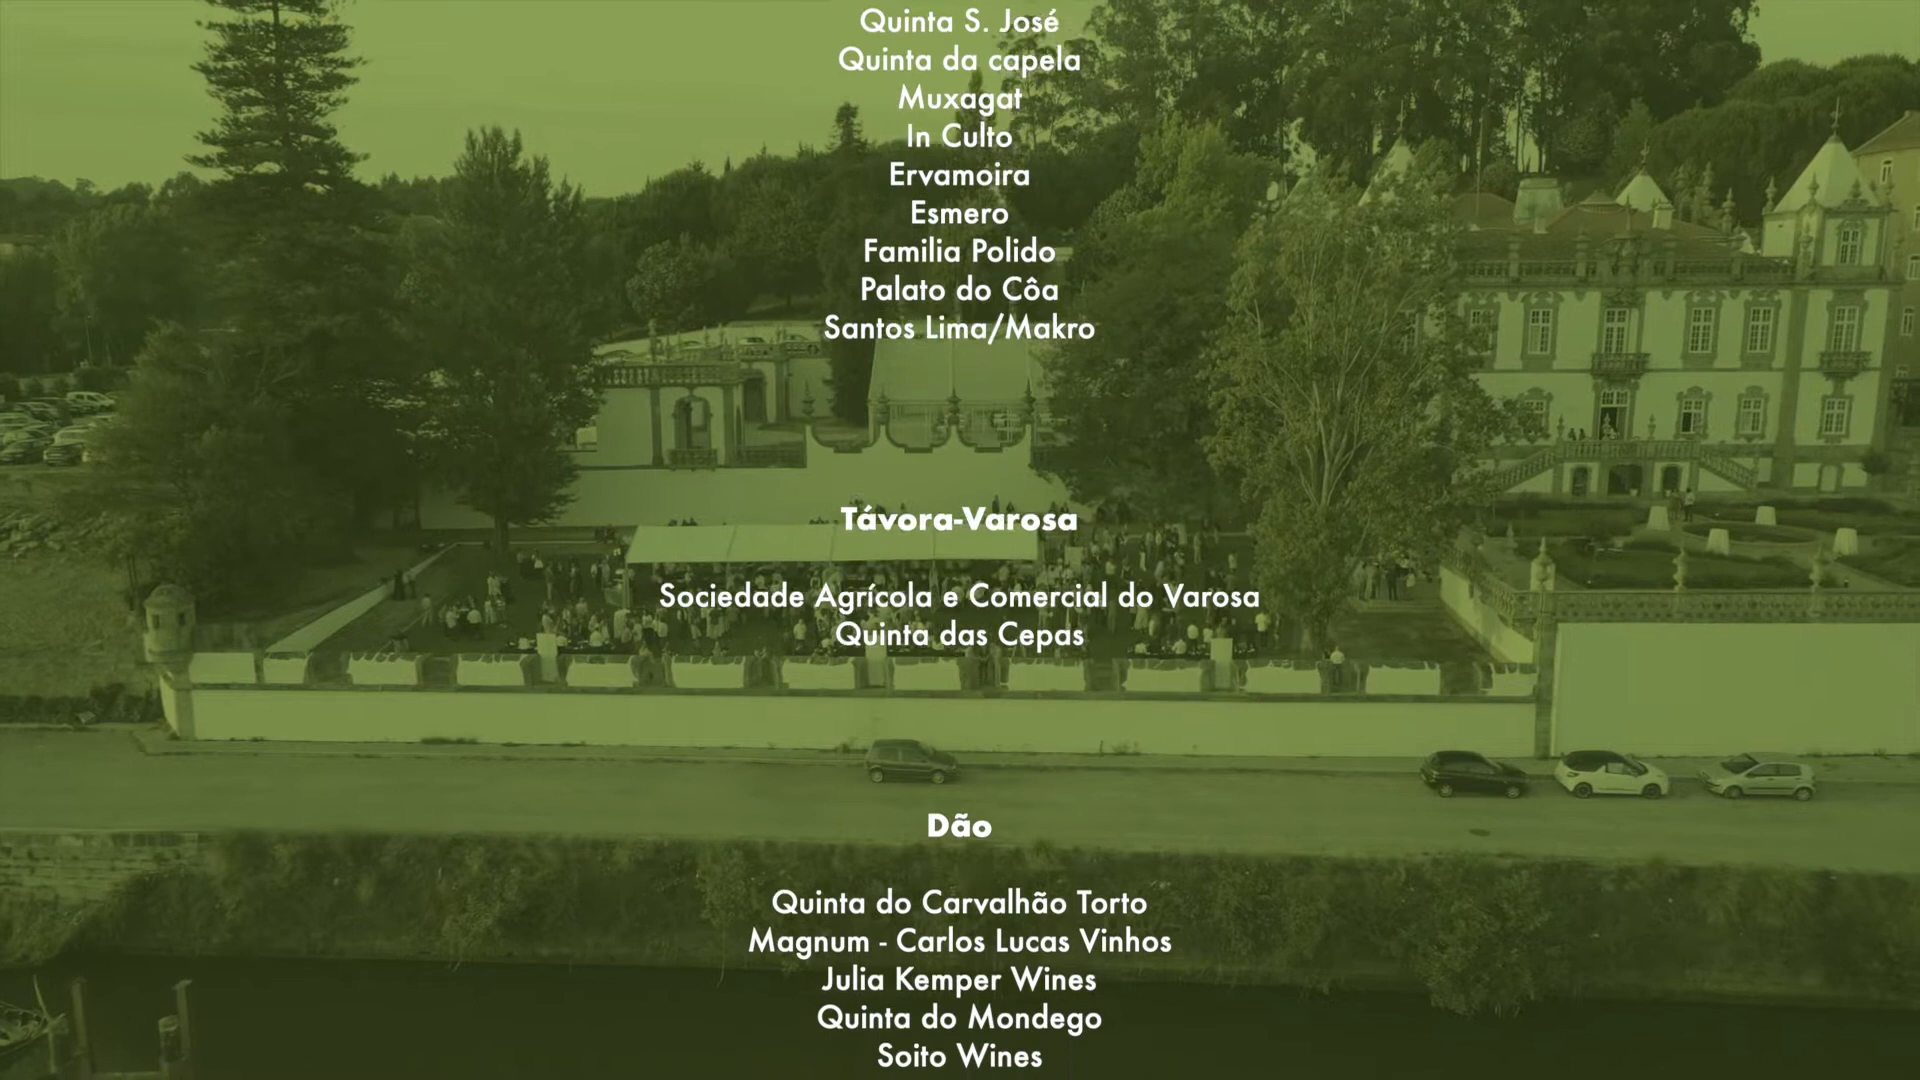 Quinta S. José
Quinta da capela
Muxagat
In Culto
Ervamoira
Esmero
Familia Polido
Palato do Côa
Santos Lima/Makro
Távora-Varosa
Sociedade Agrícola e Comercial do Varosa
Quinta das Cepas
Dão
Quinta do Carvalhão Torto
Magnum - Carlos Lucas Vinhos
Julia Kemper Wines
Quinta do Mondego
Soito Wines